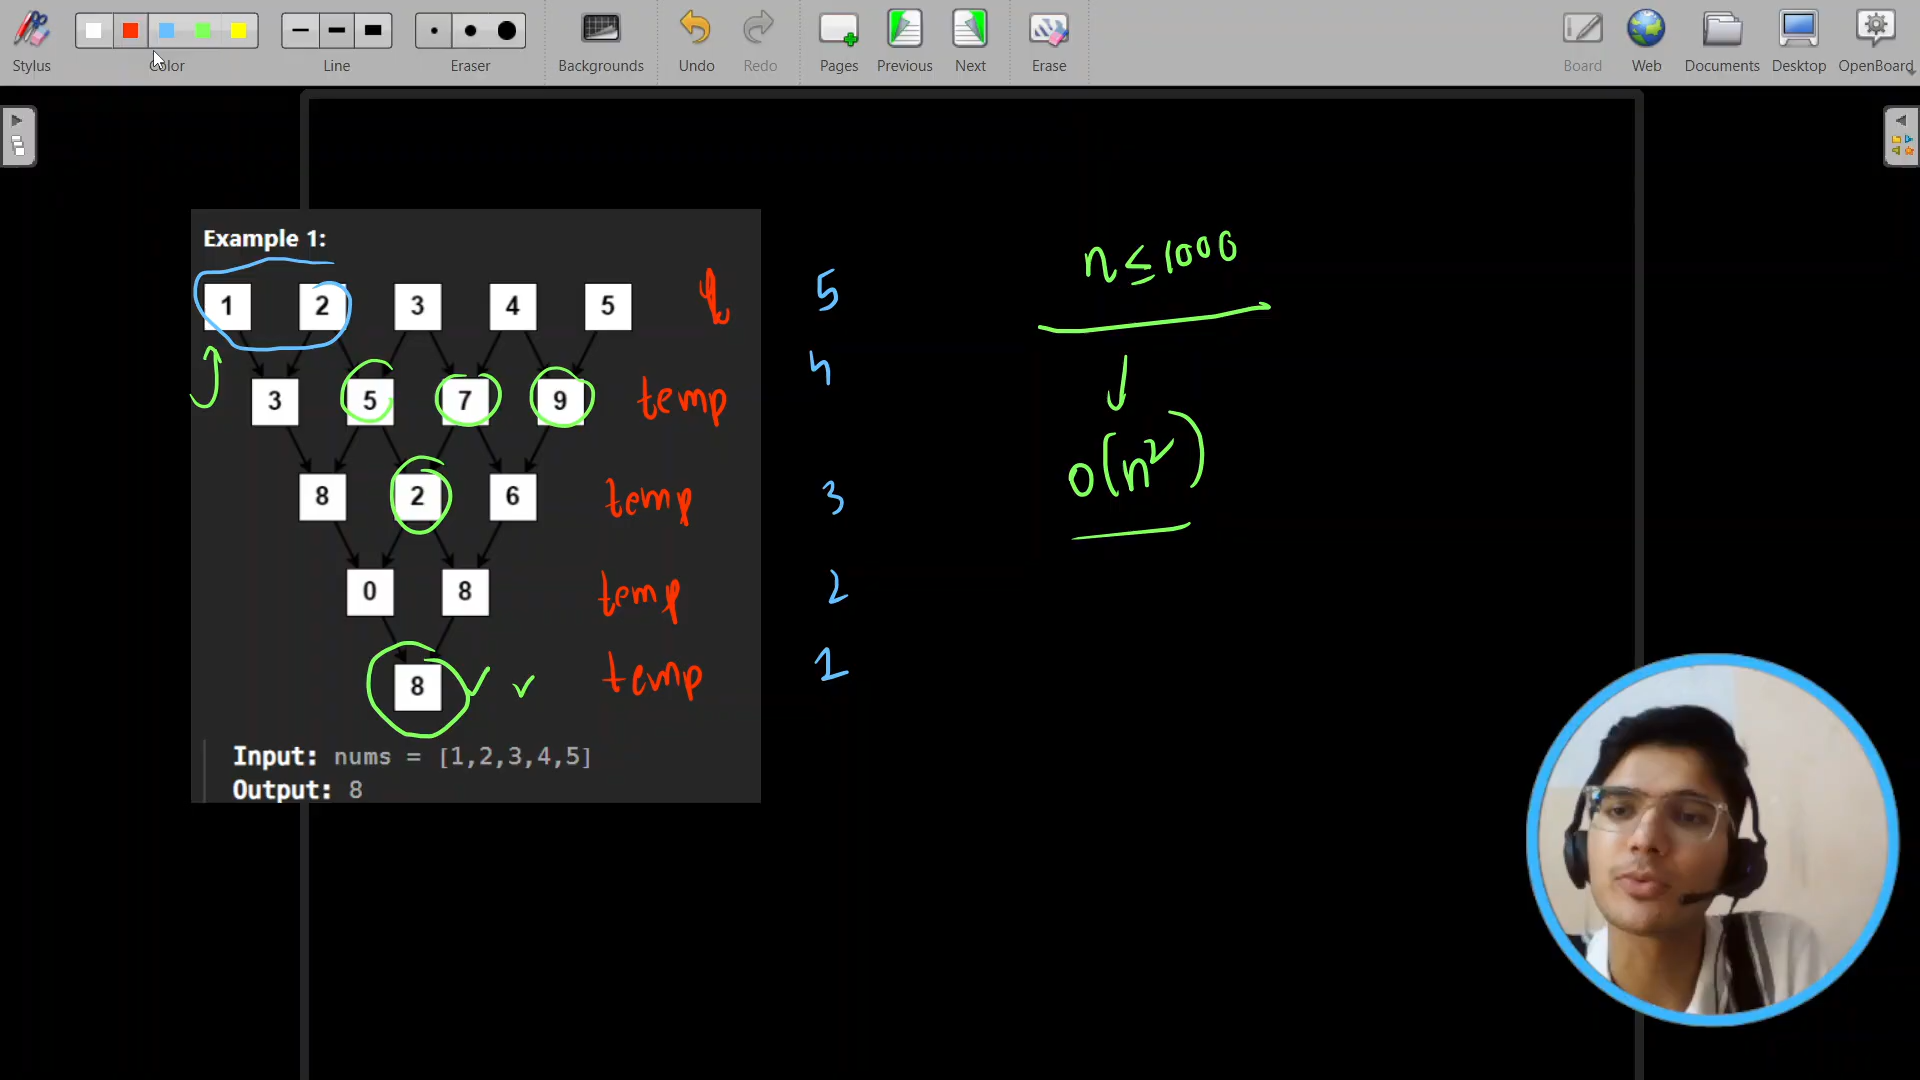 Stylus Color Line Eraser Backgrounds Undo Redo Pages Previous Next Erase Board Web Documents Desktop OpenBoard
Example 1:
1 2 3 4 5
3 5 7 9 temp
8 2 6 temp
0 8 temp
8 temp
Input: nums = [1,2,3,4,5]
Output: 8
5
4
3
2
1
n ≤ 1000
O(n²)